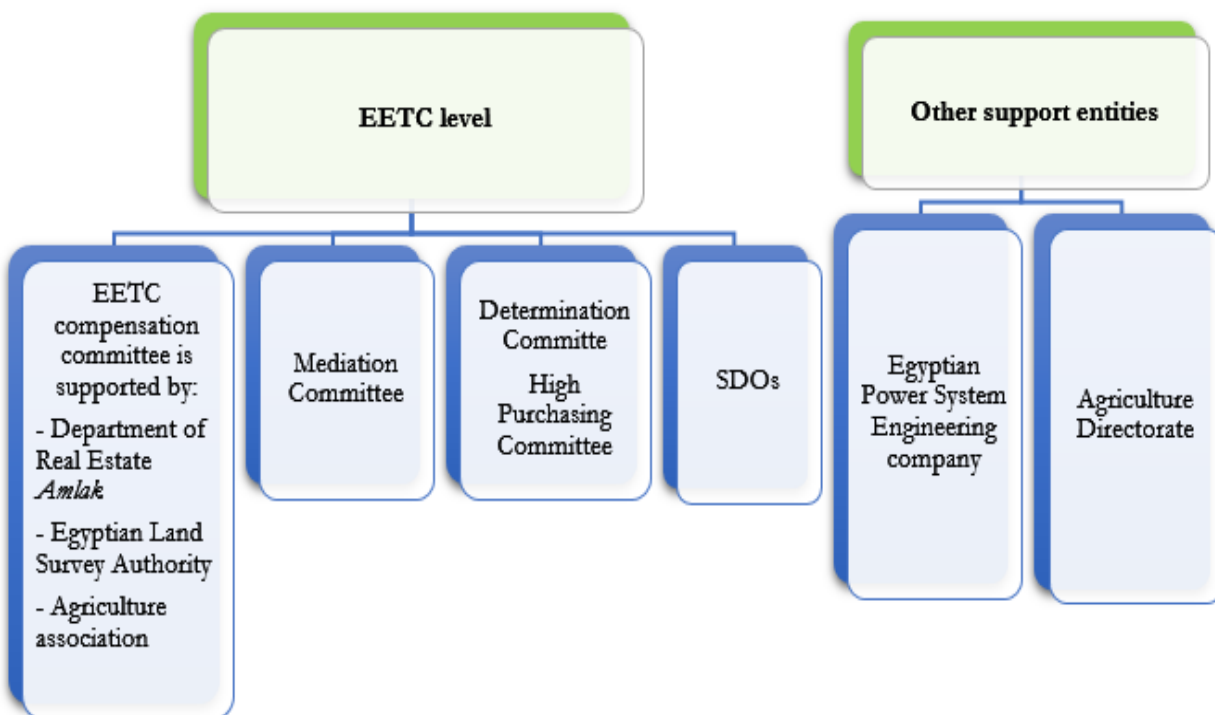 EETC level
Other support entities
EETC
compensation
committee is
supported by:
- Department of
Real Estate
Amlak
- Egyptian Land
Survey Authority
- Agriculture
association
Mediation
Committee
Determination
Committe
High
Purchasing
Committee
SDOs
Egyptian
Power System
Engineering
company
Agriculture
Directorate